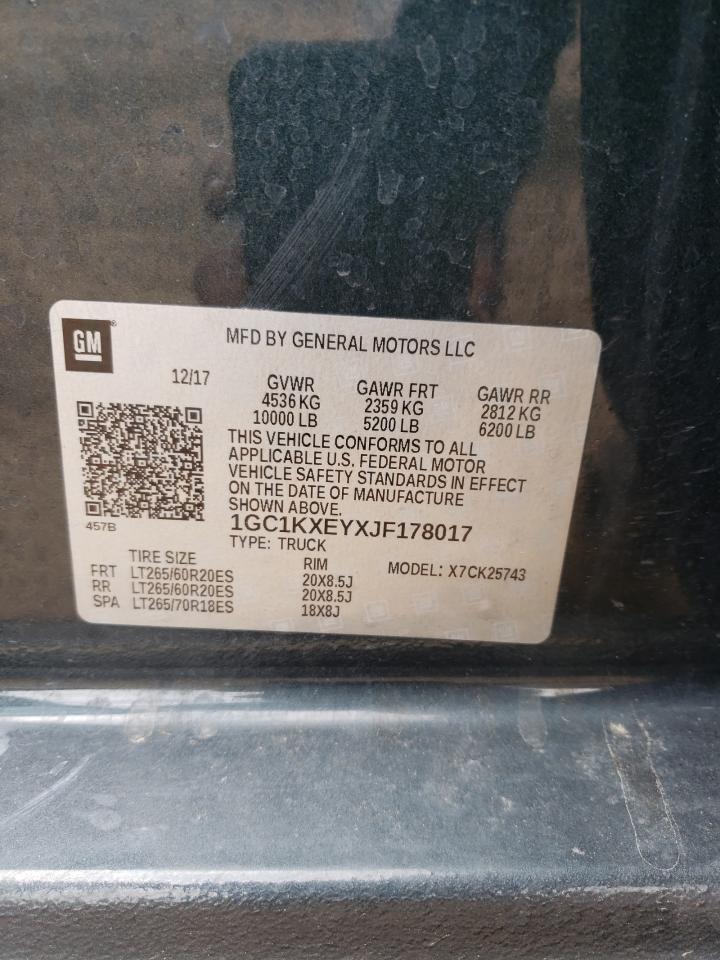 GM
MFD BY GENERAL MOTORS LLC
12/17
GVWR GAWR FRT GAWR RR
4536 KG 2359 KG 2812 KG
10000 LB 5200 LB 6200 LB
THIS VEHICLE CONFORMS TO ALL
APPLICABLE U.S. FEDERAL MOTOR
VEHICLE SAFETY STANDARDS IN EFFECT
ON THE DATE OF MANUFACTURE
SHOWN ABOVE.
457B
1GC1KXEYXJF178017
TYPE: TRUCK
TIRE SIZE RIM MODEL: X7CK25743
FRT LT265/60R20ES 20X8.5J
RR LT265/60R20ES 20X8.5J
SPA LT265/70R18ES 18X8J